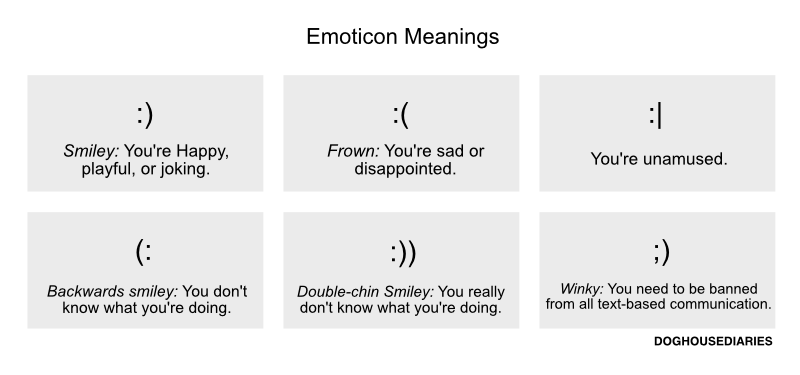 Emoticon Meanings
:)
Smiley: You're Happy,
playful, or joking.
:(
Frown: You're sad or
disappointed.
:|
You're unamused.
(:
Backwards smiley: You don't
know what you're doing.
:))
Double-chin Smiley: You really
don't know what you're doing.
;)
Winky: You need to be banned
from all text-based communication.
DOGHOUSEDIARIES